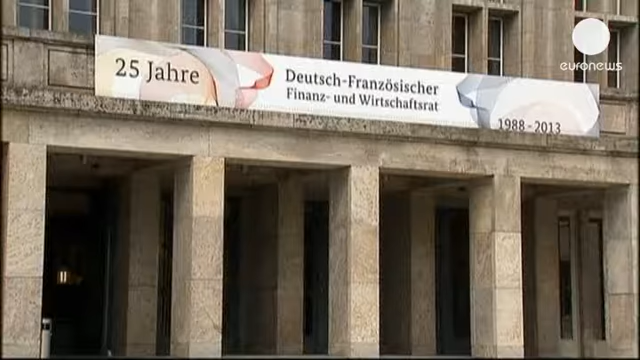 25 Jahre
Deutsch-Französischer
Finanz- und Wirtschaftsrat
1988 - 2013
euronews